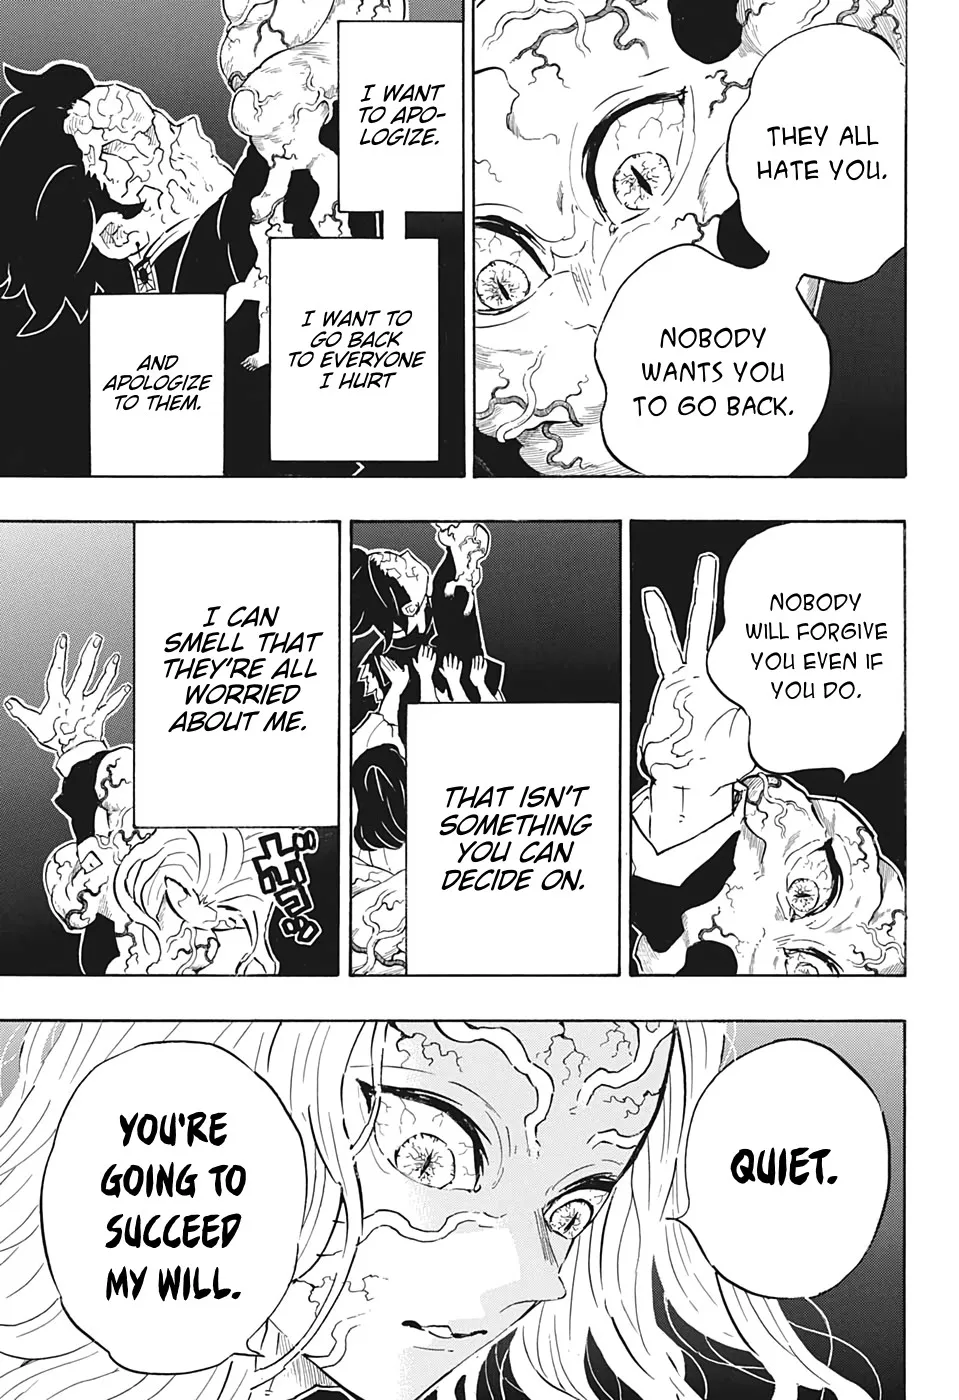 THEY ALL
HATE YOU.
NOBODY
WANTS YOU
TO GO BACK.
I WANT
TO APO-
LOGIZE.
I WANT TO
GO BACK
TO EVERYONE
I HURT
AND
APOLOGIZE
TO THEM.
NOBODY
WILL FORGIVE
YOU EVEN IF
YOU DO.
THAT ISN'T
SOMETHING
YOU CAN
DECIDE ON.
I CAN
SMELL THAT
THEY'RE ALL
WORRIED
ABOUT ME.
QUIET.
YOU'RE
GOING TO
SUCCEED
MY WILL.